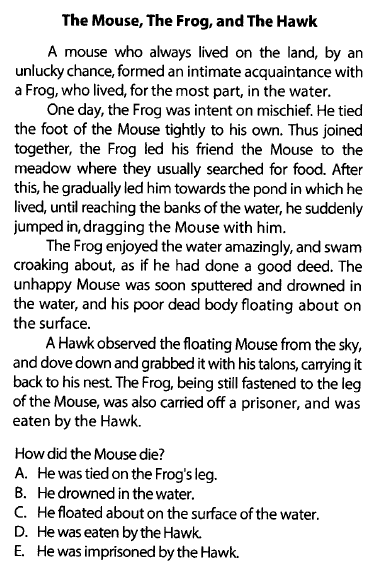 The Mouse, The Frog, and The Hawk
A mouse who always lived on the land, by an
unlucky chance, formed an intimate acquaintance with
a Frog, who lived, for the most part, in the water.
One day, the Frog was intent on mischief. He tied
the foot of the Mouse tightly to his own. Thus joined
together, the Frog led his friend the Mouse to the
meadow where they usually searched for food. After
this, he gradually led him towards the pond in which he
lived, until reaching the banks of the water, he suddenly
jumped in, dragging the Mouse with him.
The Frog enjoyed the water amazingly, and swam
croaking about, as if he had done a good deed. The
unhappy Mouse was soon sputtered and drowned in
the water, and his poor dead body floating about on
the surface.
A Hawk observed the floating Mouse from the sky,
and dove down and grabbed it with his talons, carrying it
back to his nest. The Frog, being still fastened to the leg
of the Mouse, was also carried off a prisoner, and was
eaten by the Hawk.
How did the Mouse die?
A. He was tied on the Frog's leg.
B. He drowned in the water.
C. He floated about on the surface of the water.
D. He was eaten by the Hawk.
E. He was imprisoned by the Hawk.